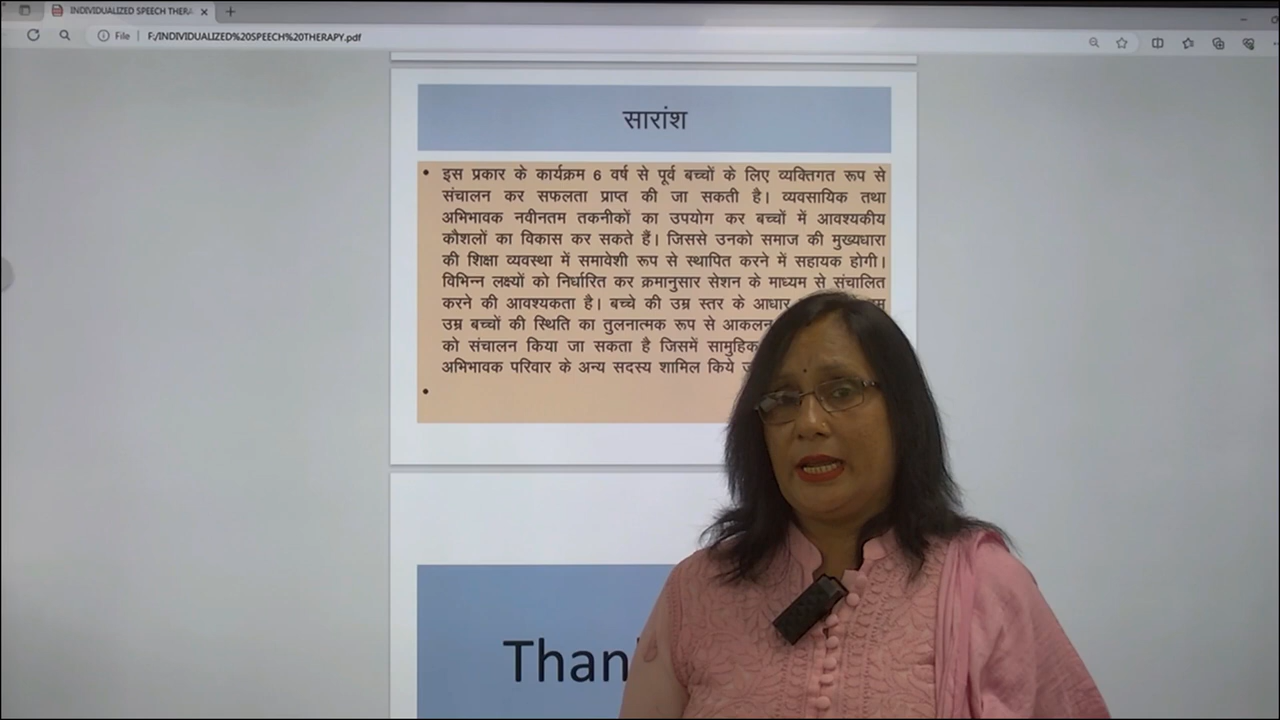 INDIVIDUALIZED SPEECH THERA
File F:/INDIVIDUALIZED%20SPEECH%20THERAPY.pdf
सारांश
• इस प्रकार के कार्यक्रम 6 वर्ष से पूर्व बच्चों के लिए व्यक्तिगत रूप से
संचालन कर सफलता प्राप्त की जा सकती है। व्यवसायिक तथा
अभिभावक नवीनतम तकनीकों का उपयोग कर बच्चों में आवश्यकीय
कौशलों का विकास कर सकते हैं। जिससे उनको समाज की मुख्यधारा
की शिक्षा व्यवस्था में समावेशी रूप से स्थापित करने में सहायक होगी।
विभिन्न लक्ष्यों को निर्धारित कर क्रमानुसार सेशन के माध्यम से संचालित
करने की आवश्यकता है। बच्चे की उम्र स्तर के आधार
उम्र बच्चों की स्थिति का तुलनात्मक रूप से आकलन
को संचालन किया जा सकता है जिसमें सामुहिक
अभिभावक परिवार के अन्य सदस्य शामिल किये
•
Than